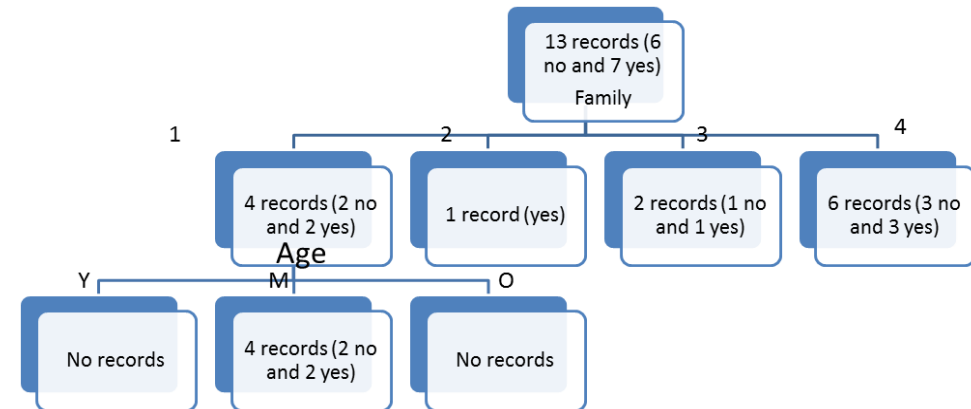 13 records (6
no and 7 yes)
Family
1
2
3
4
4 records (2 no
and 2 yes)
1 record (yes)
2 records (1 no
and 1 yes)
6 records (3 no
and 3 yes)
Age
Y
M
O
No records
4 records (2 no
and 2 yes)
No records